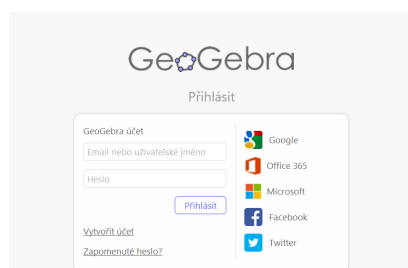 GeoGebra
Přihlásit
GeoGebra účet
Email nebo uživatelské jméno
Heslo
Přihlásit
Vytvořit účet
Zapomenuté heslo?
Google
Office 365
Microsoft
Facebook
Twitter